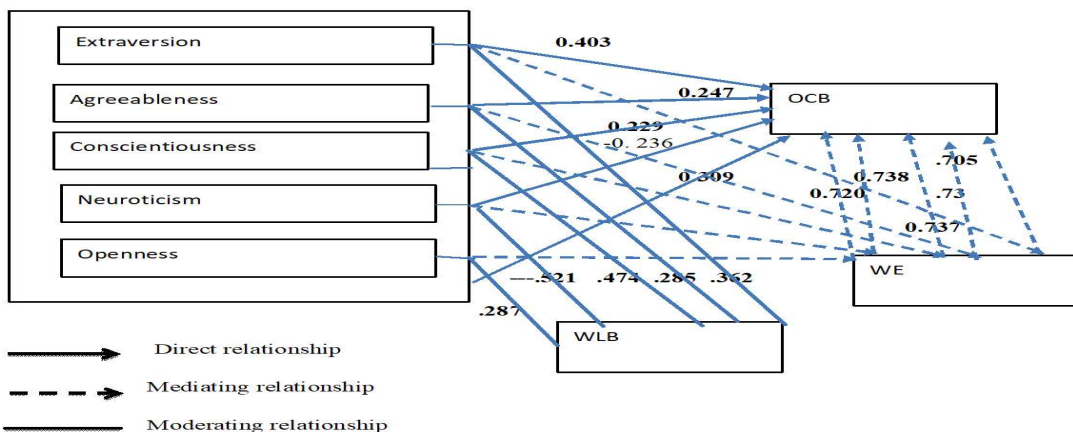 Extraversion
0.403
Agreeableness
0.247
OCB
Conscientiousness
0.229
-0. 236
.705
Neuroticism
0.309
0.738
0.720
.73
0.737
Openness
WE
---.521 .474 .285 .362
.287
WLB
Direct relationship
Mediating relationship
Moderating relationship